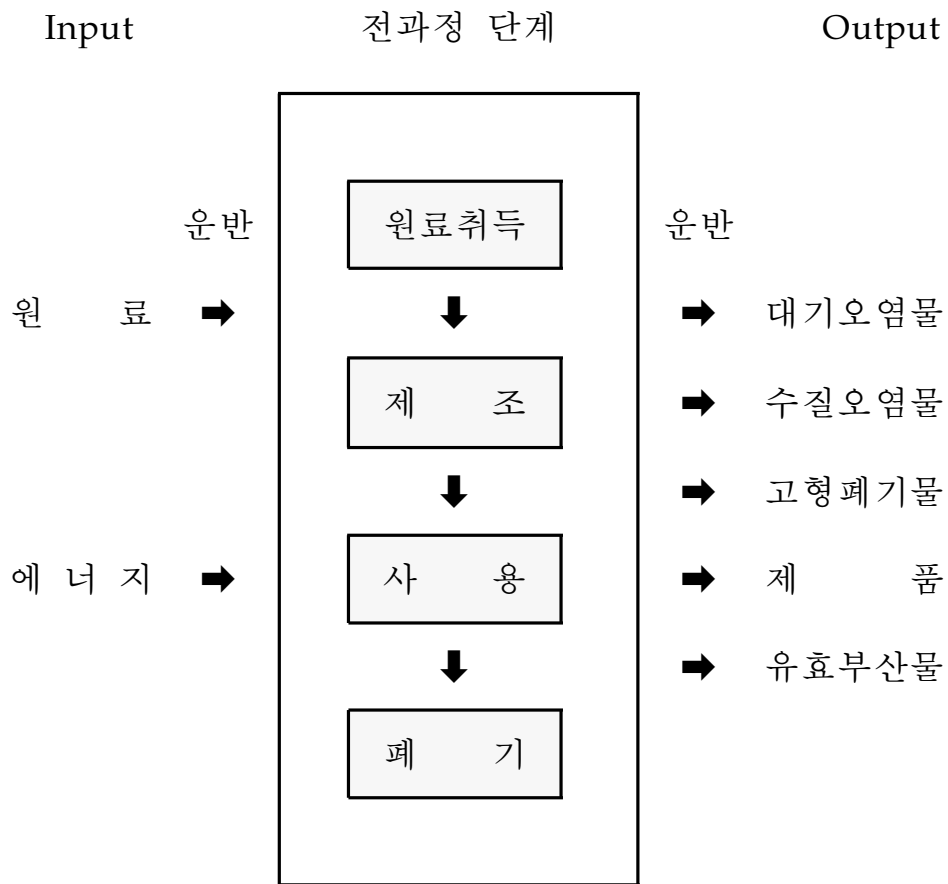 Input 전과정 단계 Output
운반 원료취득 운반
원 료 ➡ ⬇ ➡ 대기오염물
제 조 ➡ 수질오염물
⬇ ➡ 고형폐기물
에 너 지 ➡ 사 용 ➡ 제 품
⬇ ➡ 유효부산물
폐 기